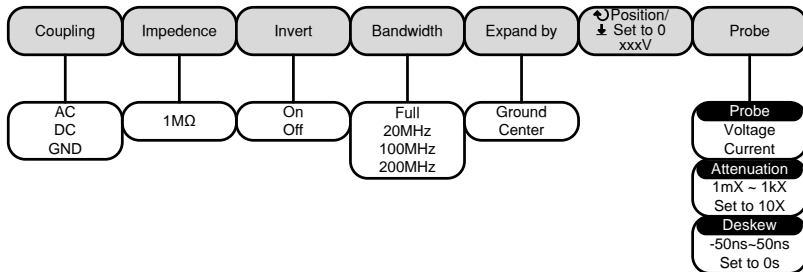 Coupling
Impedence
Invert
Bandwidth
Expand by
Position/
Set to 0
xxxV
Probe
AC
DC
GND
1MΩ
On
Off
Full
20MHz
100MHz
200MHz
Ground
Center
Probe
Voltage
Current
Attenuation
1mX ~ 1kX
Set to 10X
Deskew
-50ns~50ns
Set to 0s